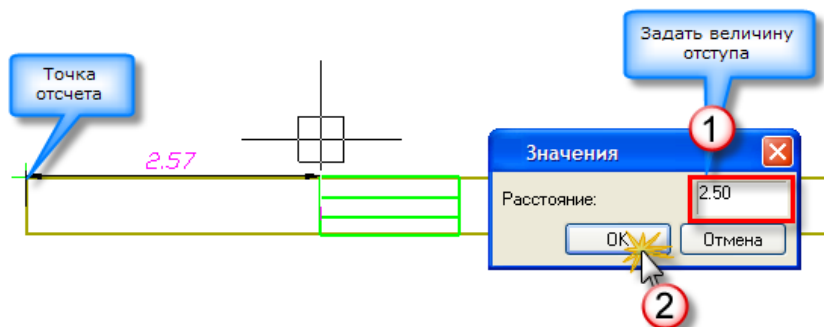 Задать величину
отступа
Точка
отсчета
1
2.57
Значения
Расстояние:
2.50
OK
Отмена
2